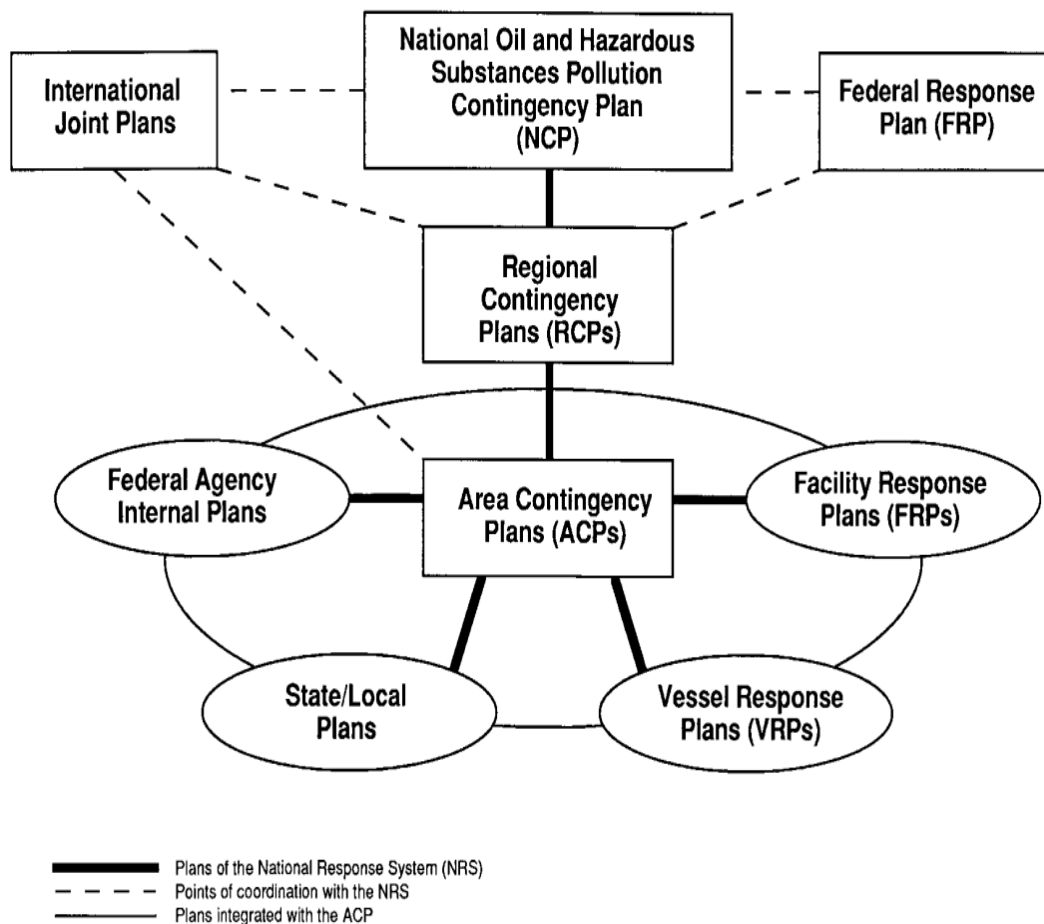 National Oil and Hazardous
Substances Pollution
Contingency Plan
(NCP)
International
Joint Plans
Federal Response
Plan (FRP)
Regional
Contingency
Plans (RCPs)
Federal Agency
Internal Plans
Area Contingency
Plans (ACPs)
Facility Response
Plans (FRPs)
State/Local
Plans
Vessel Response
Plans (VRPs)
Plans of the National Response System (NRS)
Points of coordination with the NRS
Plans integrated with the ACP